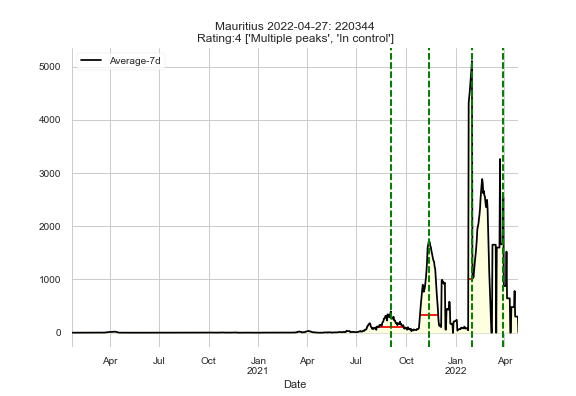 Mauritius 2022-04-27: 220344
Rating:4 ['Multiple peaks', 'In control']
Average-7d
5000
4000
3000
2000
1000
0
Apr Jul Oct Jan Apr Jul Oct Jan Apr
2021 2022
Date